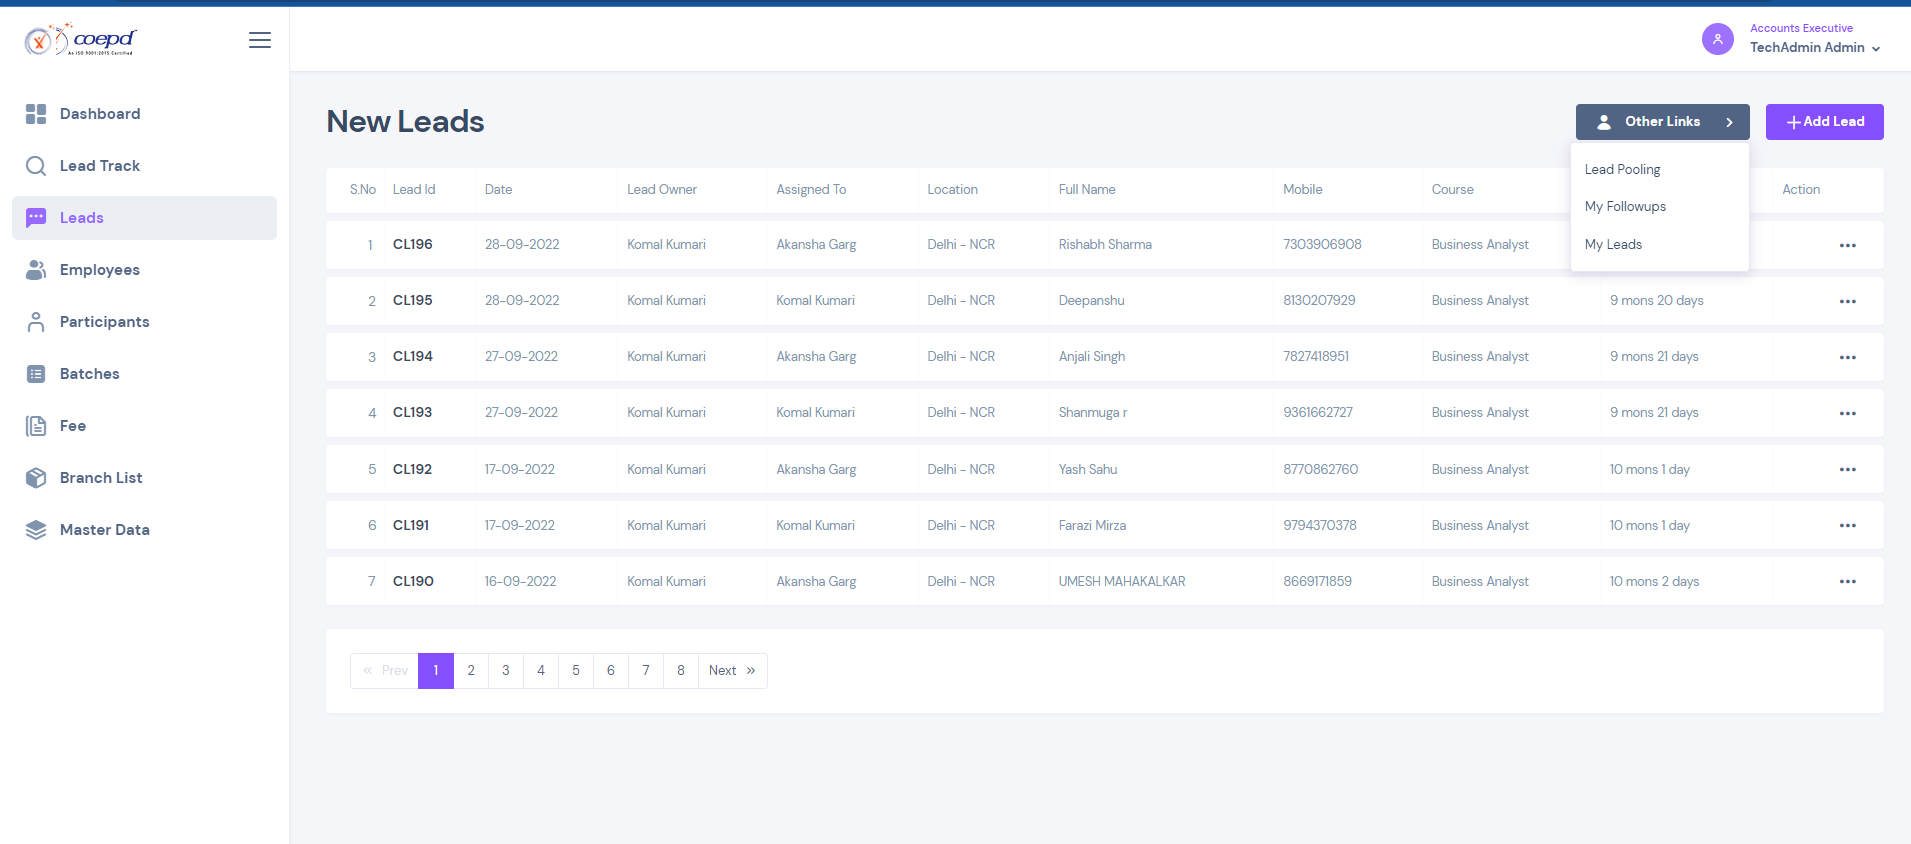 coepd
An ISO 9001:2015 Certified
Accounts Executive
TechAdmin Admin
Dashboard
Lead Track
Leads
Employees
Participants
Batches
Fee
Branch List
Master Data
New Leads
Other Links
Add Lead
Lead Pooling
My Followups
My Leads
S.No Lead Id Date Lead Owner Assigned To Location Full Name Mobile Course Action
1 CL196 28-09-2022 Komal Kumari Akansha Garg Delhi - NCR Rishabh Sharma 7303906908 Business Analyst
2 CL195 28-09-2022 Komal Kumari Komal Kumari Delhi - NCR Deepanshu 8130207929 Business Analyst 9 mons 20 days
3 CL194 27-09-2022 Komal Kumari Akansha Garg Delhi - NCR Anjali Singh 7827418951 Business Analyst 9 mons 21 days
4 CL193 27-09-2022 Komal Kumari Komal Kumari Delhi - NCR Shanmuga r 9361662727 Business Analyst 9 mons 21 days
5 CL192 17-09-2022 Komal Kumari Akansha Garg Delhi - NCR Yash Sahu 8770862760 Business Analyst 10 mons 1 day
6 CL191 17-09-2022 Komal Kumari Komal Kumari Delhi - NCR Farazi Mirza 9794370378 Business Analyst 10 mons 1 day
7 CL190 16-09-2022 Komal Kumari Akansha Garg Delhi - NCR UMESH MAHAKALKAR 8669171859 Business Analyst 10 mons 2 days
« Prev 1 2 3 4 5 6 7 8 Next »